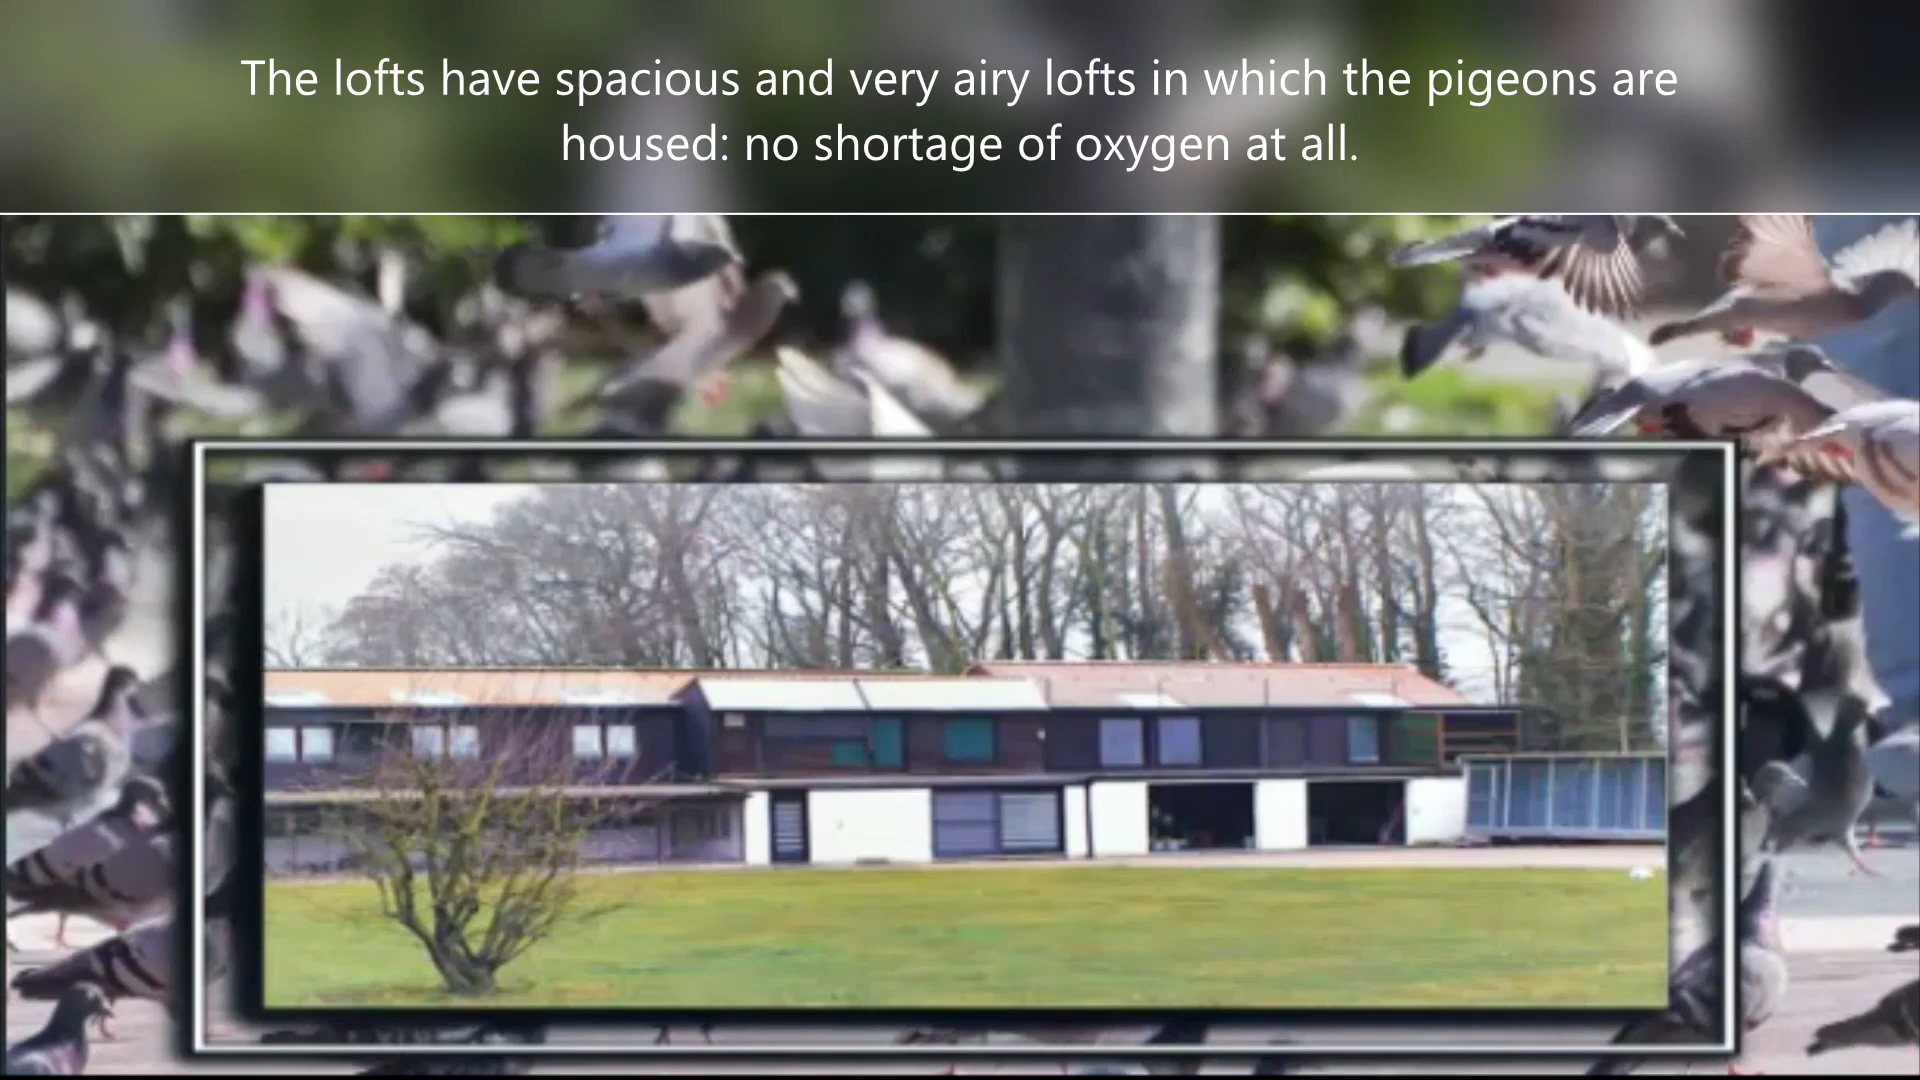 The lofts have spacious and very airy lofts in which the pigeons are
housed: no shortage of oxygen at all.